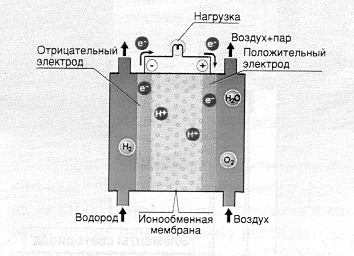 Нагрузка
Отрицательный
электрод
e⁻
e⁻
Воздух+пар
Положительный
электрод
−
+
e⁻
e⁻
H₂O
H+
H+
H₂
O₂
Водород
Ионообменная
мембрана
Воздух